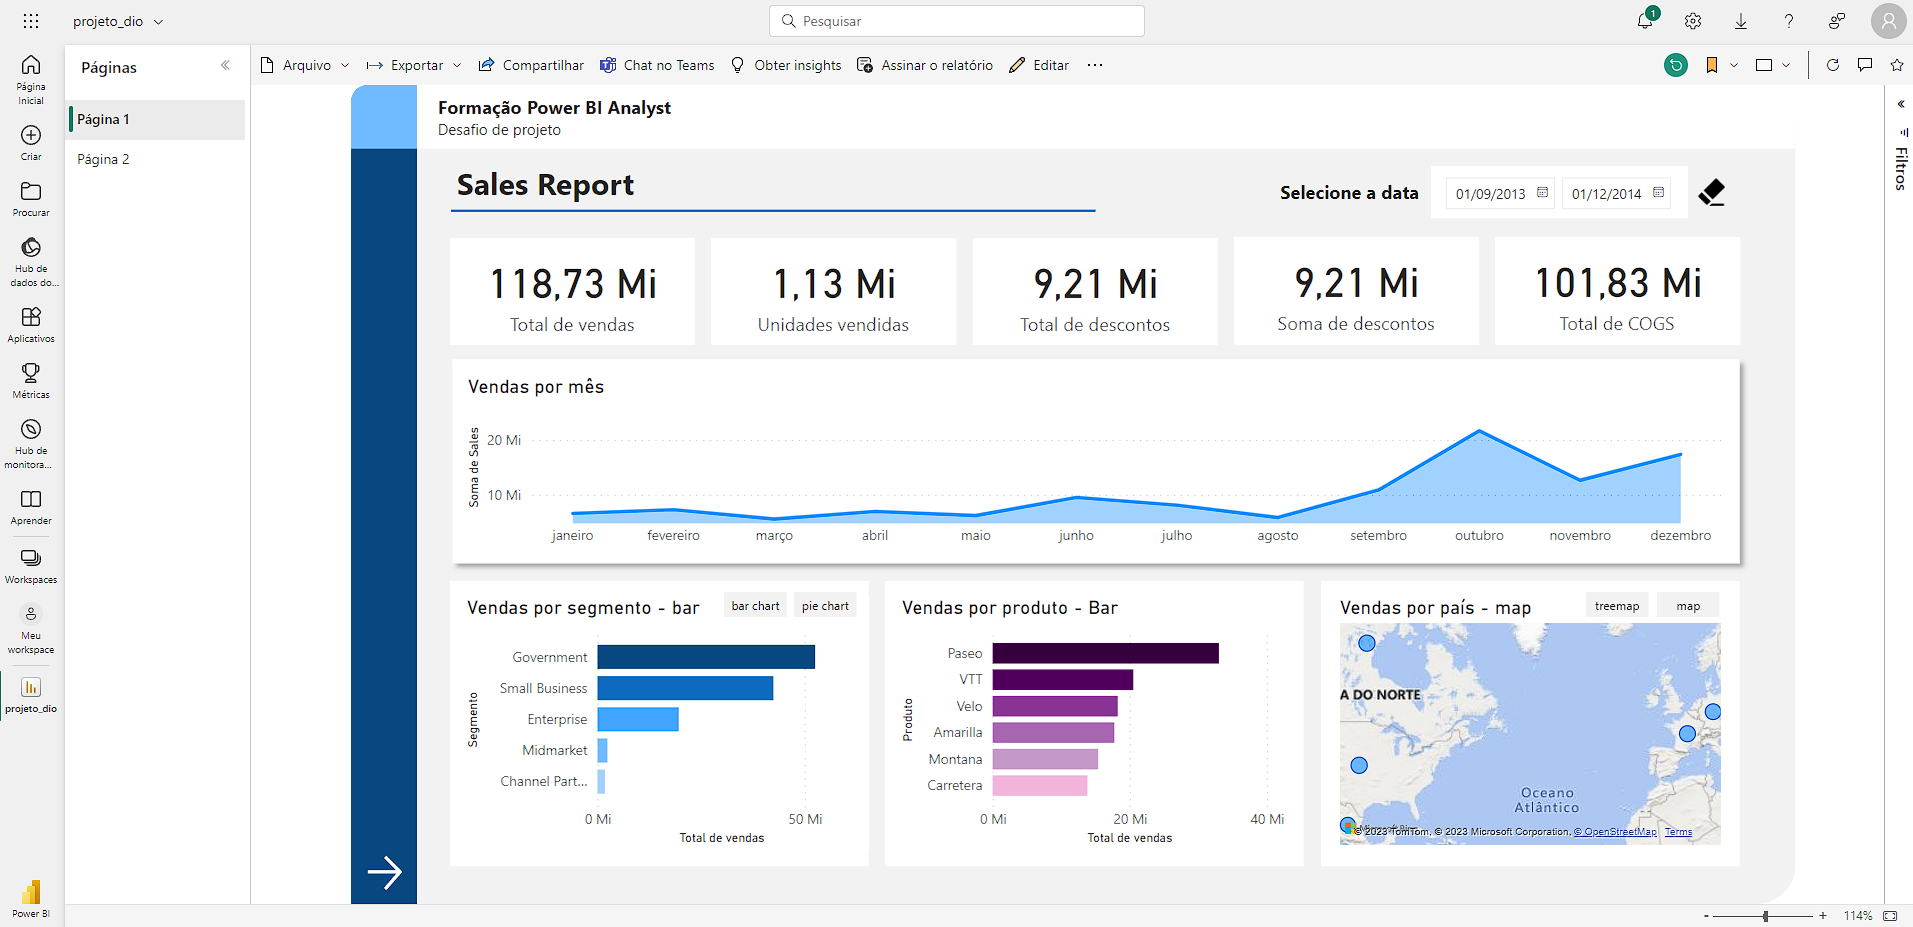 projeto_dio
Pesquisar
1
Página
Inicial
Criar
Procurar
Hub de
dados do...
Aplicativos
Métricas
Hub de
monitora...
Aprender
Workspaces
Meu
workspace
projeto_dio
Power BI
Páginas
Página 1
Página 2
Arquivo
Exportar
Compartilhar
Chat no Teams
Obter insights
Assinar o relatório
Editar
Filtros
Formação Power BI Analyst
Desafio de projeto
Sales Report
Selecione a data
01/09/2013
01/12/2014
118,73 Mi
Total de vendas
1,13 Mi
Unidades vendidas
9,21 Mi
Total de descontos
9,21 Mi
Soma de descontos
101,83 Mi
Total de COGS
Vendas por mês
Soma de Sales
20 Mi
10 Mi
janeiro fevereiro março abril maio junho julho agosto setembro outubro novembro dezembro
Vendas por segmento - bar
bar chart
pie chart
Segmento
Government
Small Business
Enterprise
Midmarket
Channel Part...
0 Mi 50 Mi
Total de vendas
Vendas por produto - Bar
Produto
Paseo
VTT
Velo
Amarilla
Montana
Carretera
0 Mi 20 Mi 40 Mi
Total de vendas
Vendas por país - map
treemap
map
A DO NORTE
Oceano
Atlântico
© 2023 TomTom, © 2023 Microsoft Corporation, © OpenStreetMap Terms
- + 114%